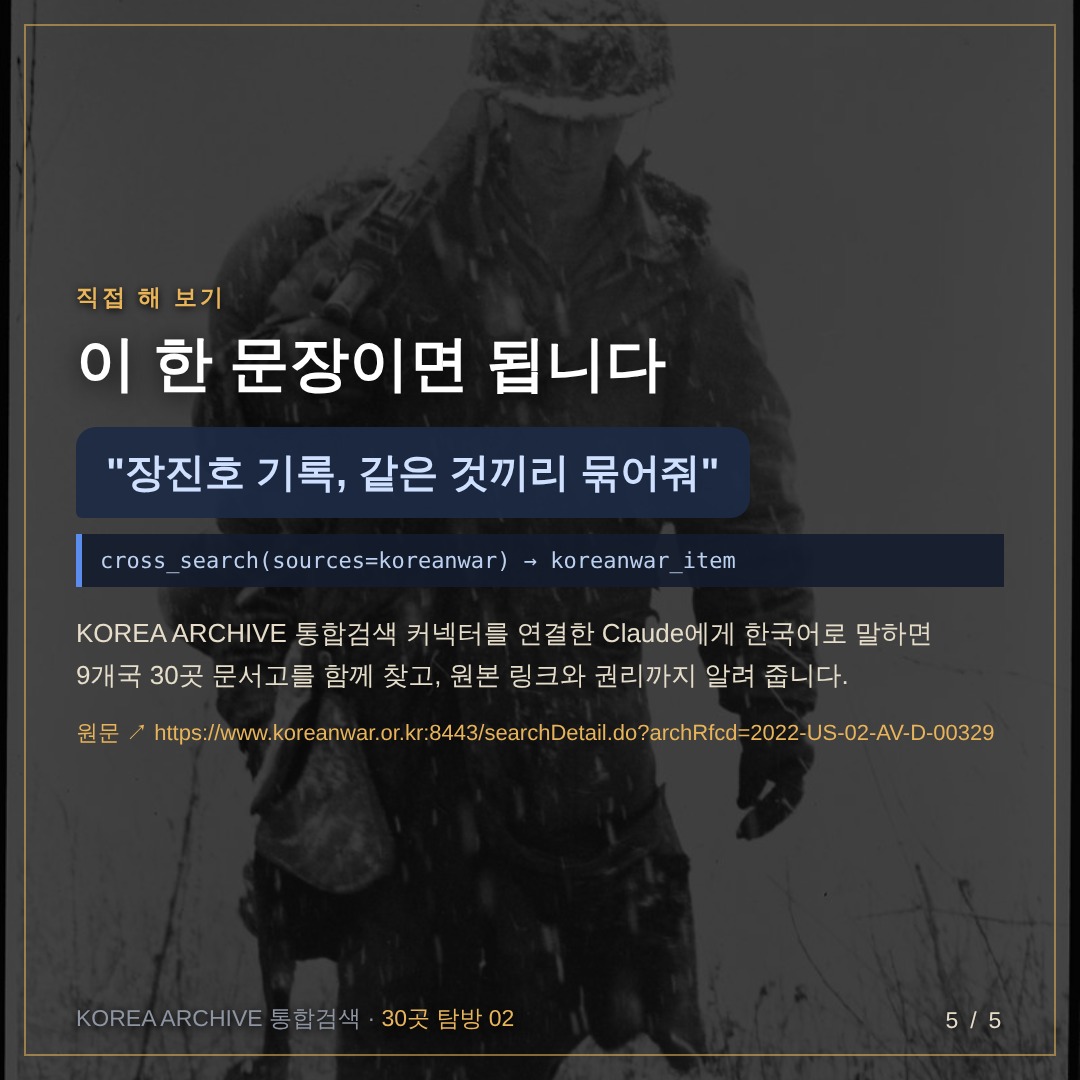 직접 해 보기
이 한 문장이면 됩니다
"장진호 기록, 같은 것끼리 묶어줘"
cross_search(sources=koreanwar) → koreanwar_item
KOREA ARCHIVE 통합검색 커넥터를 연결한 Claude에게 한국어로 말하면
9개국 30곳 문서고를 함께 찾고, 원본 링크와 권리까지 알려 줍니다.
원문 ↗ https://www.koreanwar.or.kr:8443/searchDetail.do?archRfcd=2022-US-02-AV-D-00329
KOREA ARCHIVE 통합검색 · 30곳 탐방 02
5 / 5